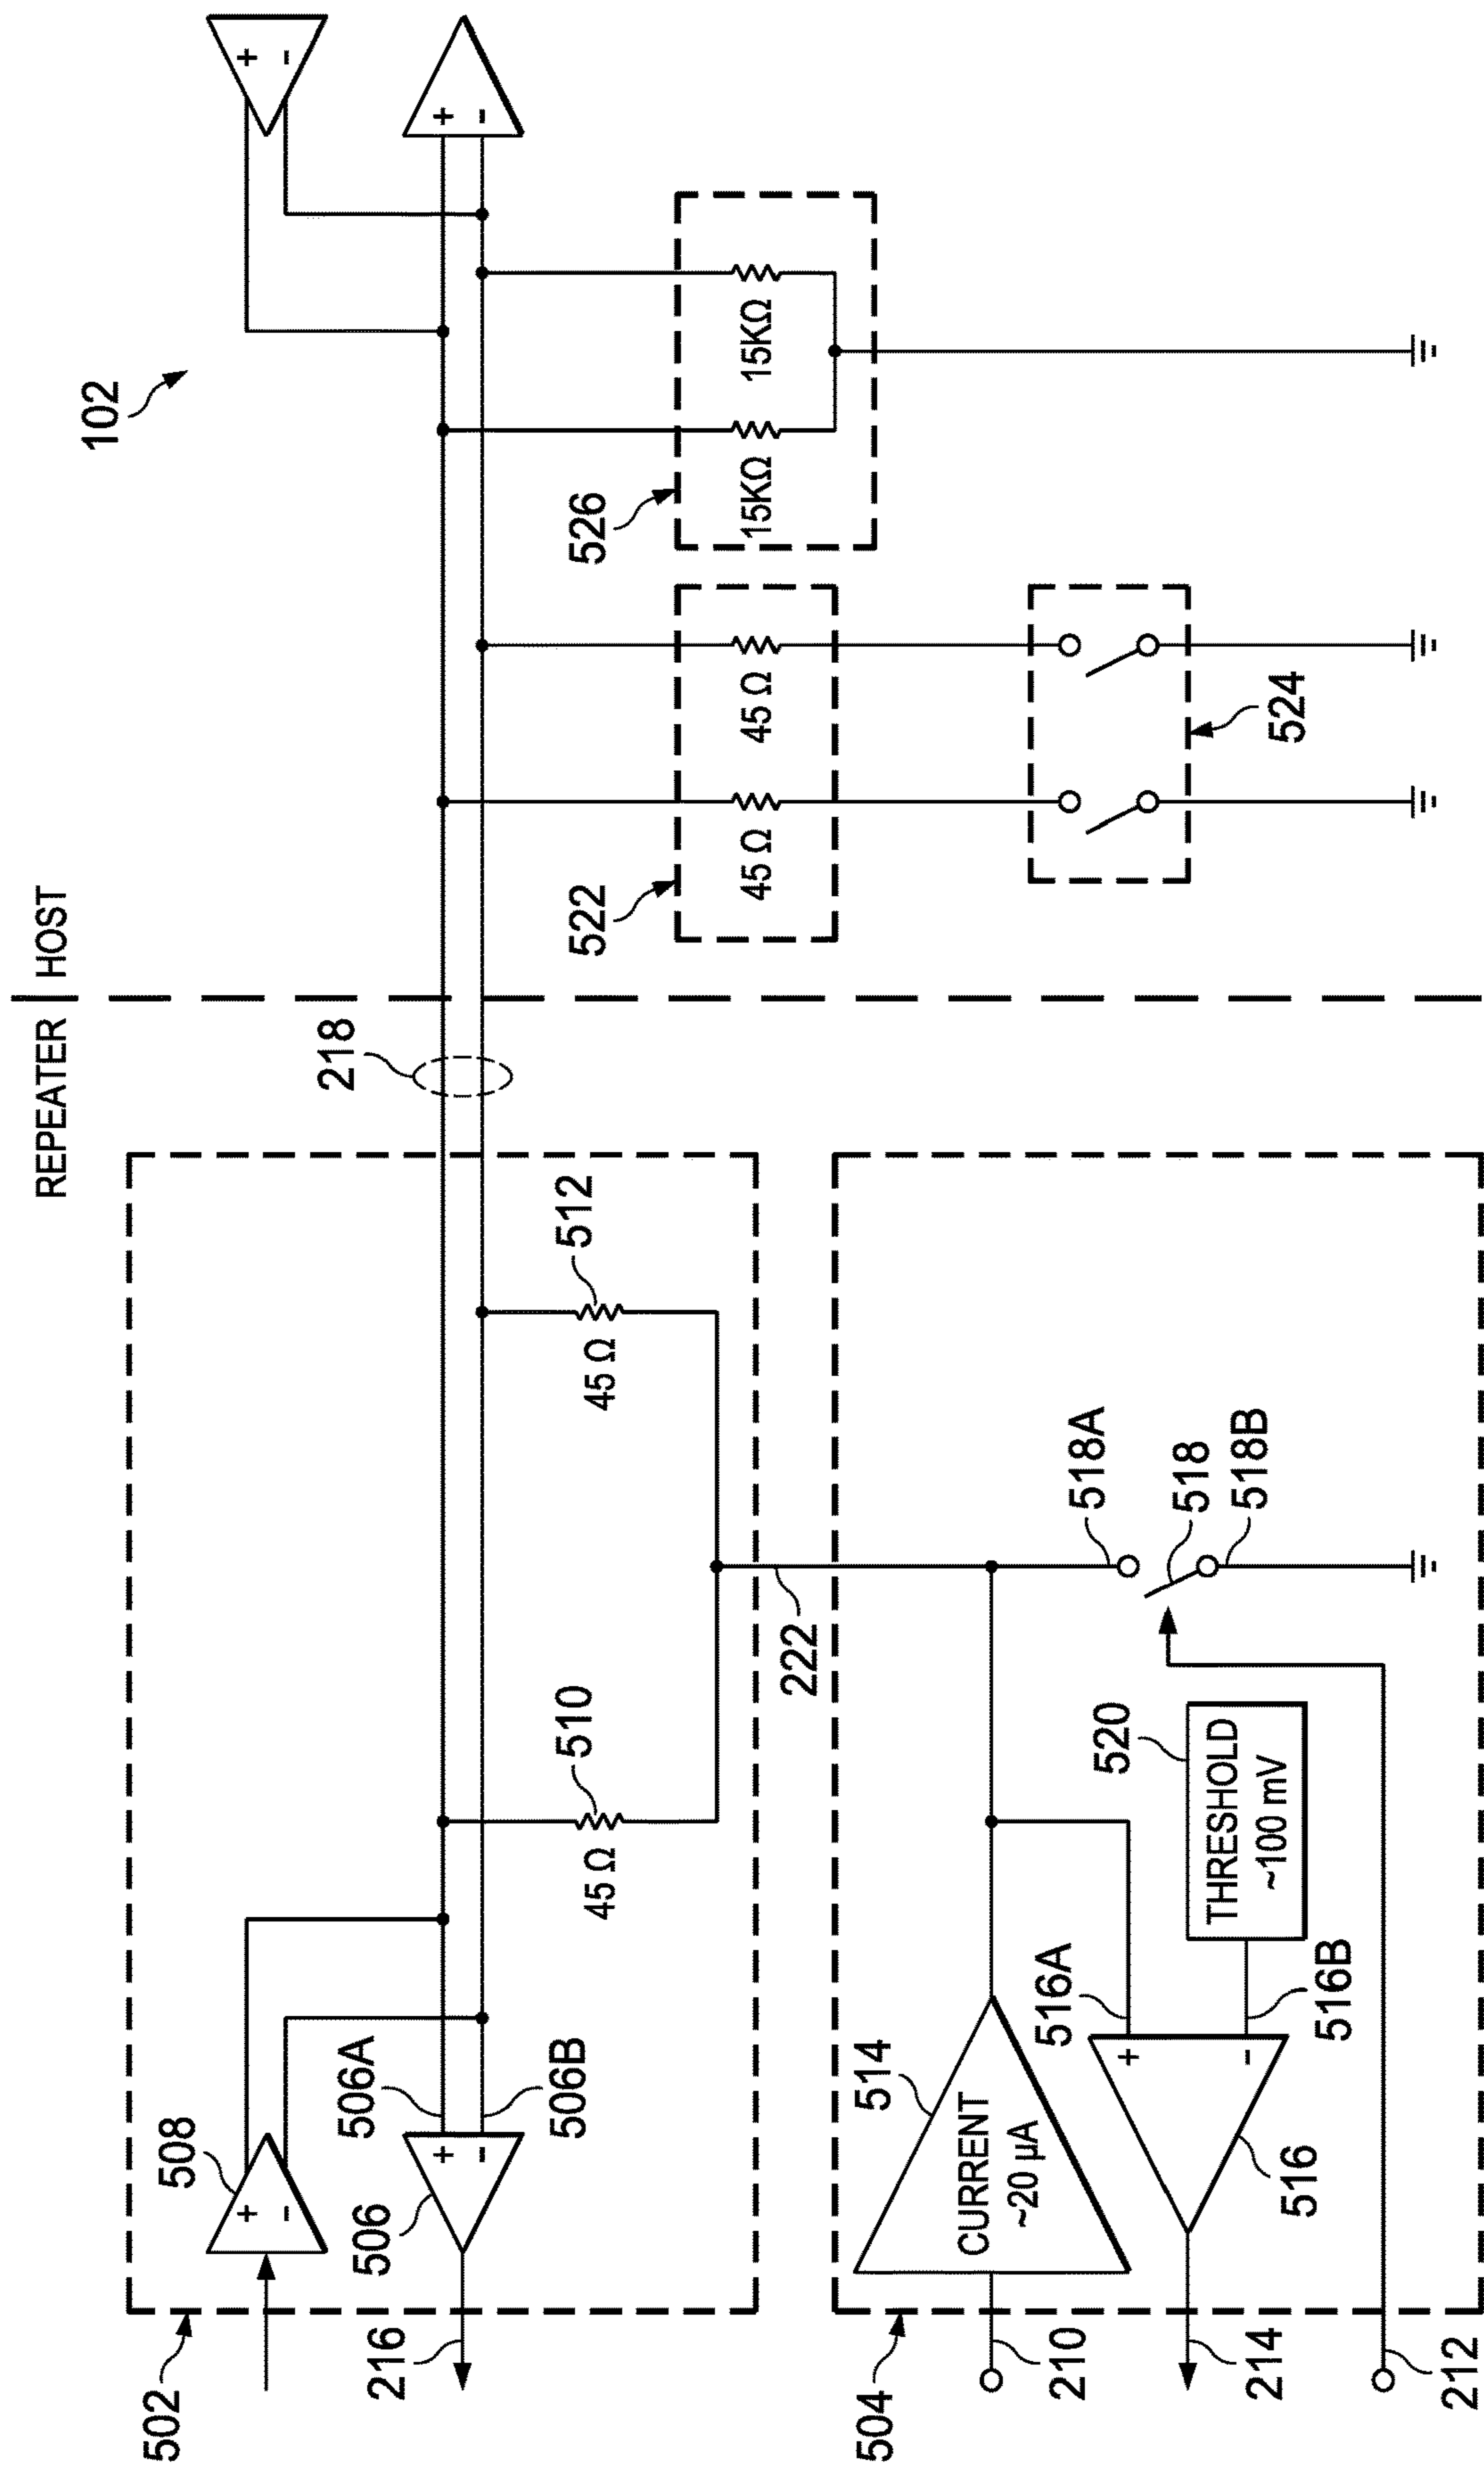 REPEATER
HOST
102
502
508
+
-
506
506A
506B
+
-
216
510
45 Ω
512
45 Ω
218
222
+
-
+
-
522
45 Ω
45 Ω
524
526
15KΩ
15KΩ
504
514
CURRENT
~20 µA
210
516
516A
516B
+
-
214
520
THRESHOLD
~100 mV
518A
518
518B
212